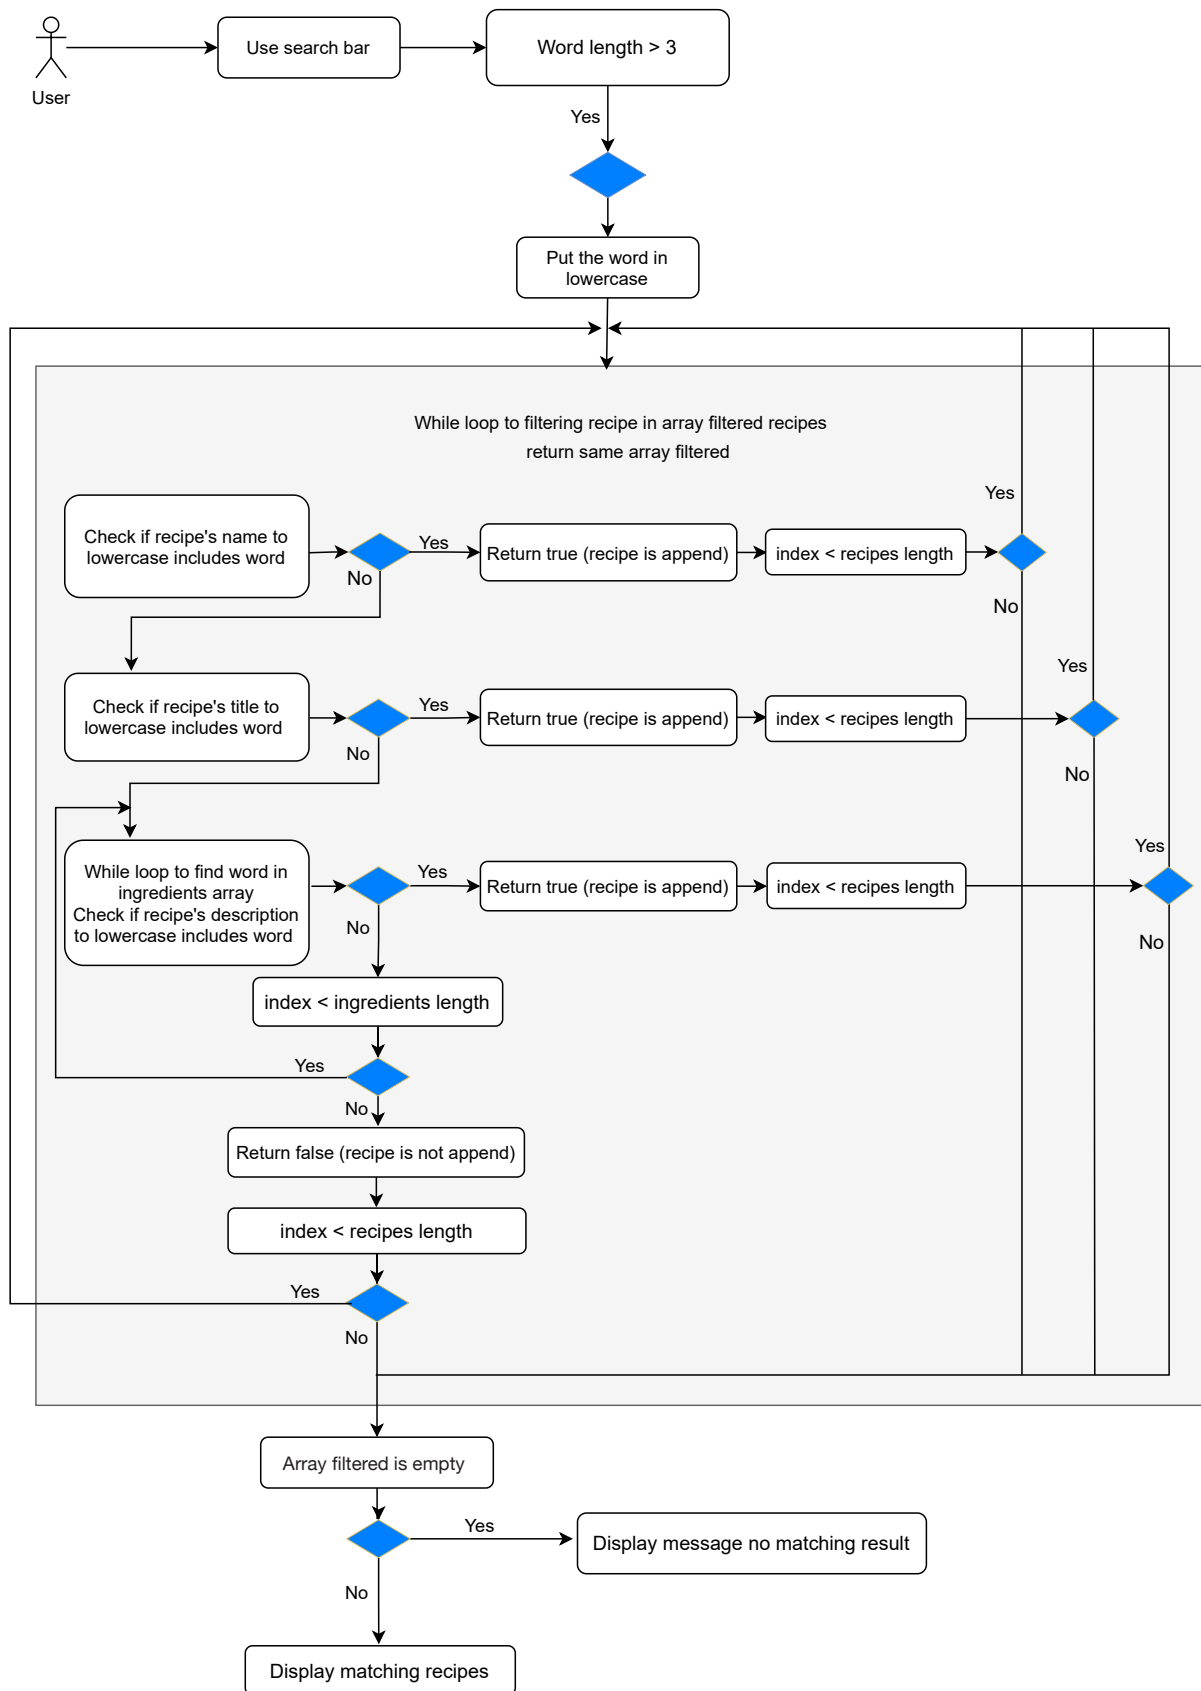 User
Use search bar
Word length > 3
Yes
Put the word in
lowercase
While loop to filtering recipe in array filtered recipes
return same array filtered
Check if recipe's name to
lowercase includes word
Yes
No
Return true (recipe is append)
index < recipes length
Yes
No
Check if recipe's title to
lowercase includes word
Yes
No
Return true (recipe is append)
index < recipes length
Yes
No
While loop to find word in
ingredients array
Check if recipe's description
to lowercase includes word
Yes
No
Return true (recipe is append)
index < recipes length
Yes
No
index < ingredients length
Yes
No
Return false (recipe is not append)
index < recipes length
Yes
No
Array filtered is empty
Yes
Display message no matching result
No
Display matching recipes